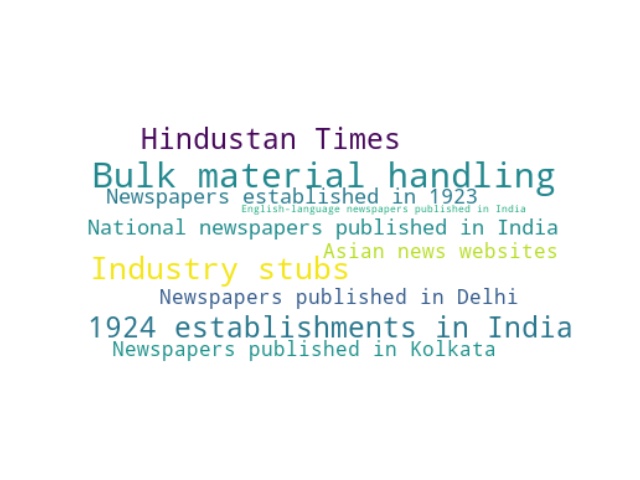 Hindustan Times
Bulk material handling
Newspapers established in 1923
English-language newspapers published in India
National newspapers published in India
Asian news websites
Industry stubs
Newspapers published in Delhi
1924 establishments in India
Newspapers published in Kolkata